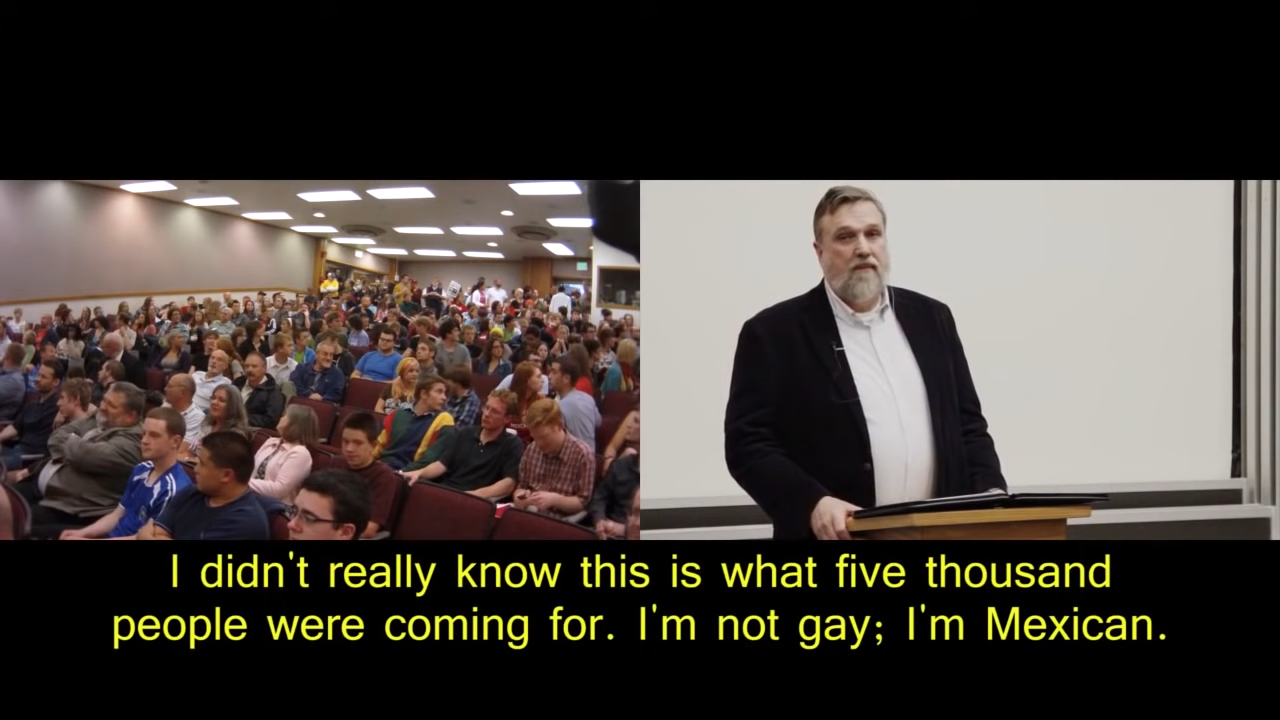 I didn't really know this is what five thousand
people were coming for. I'm not gay; I'm Mexican.